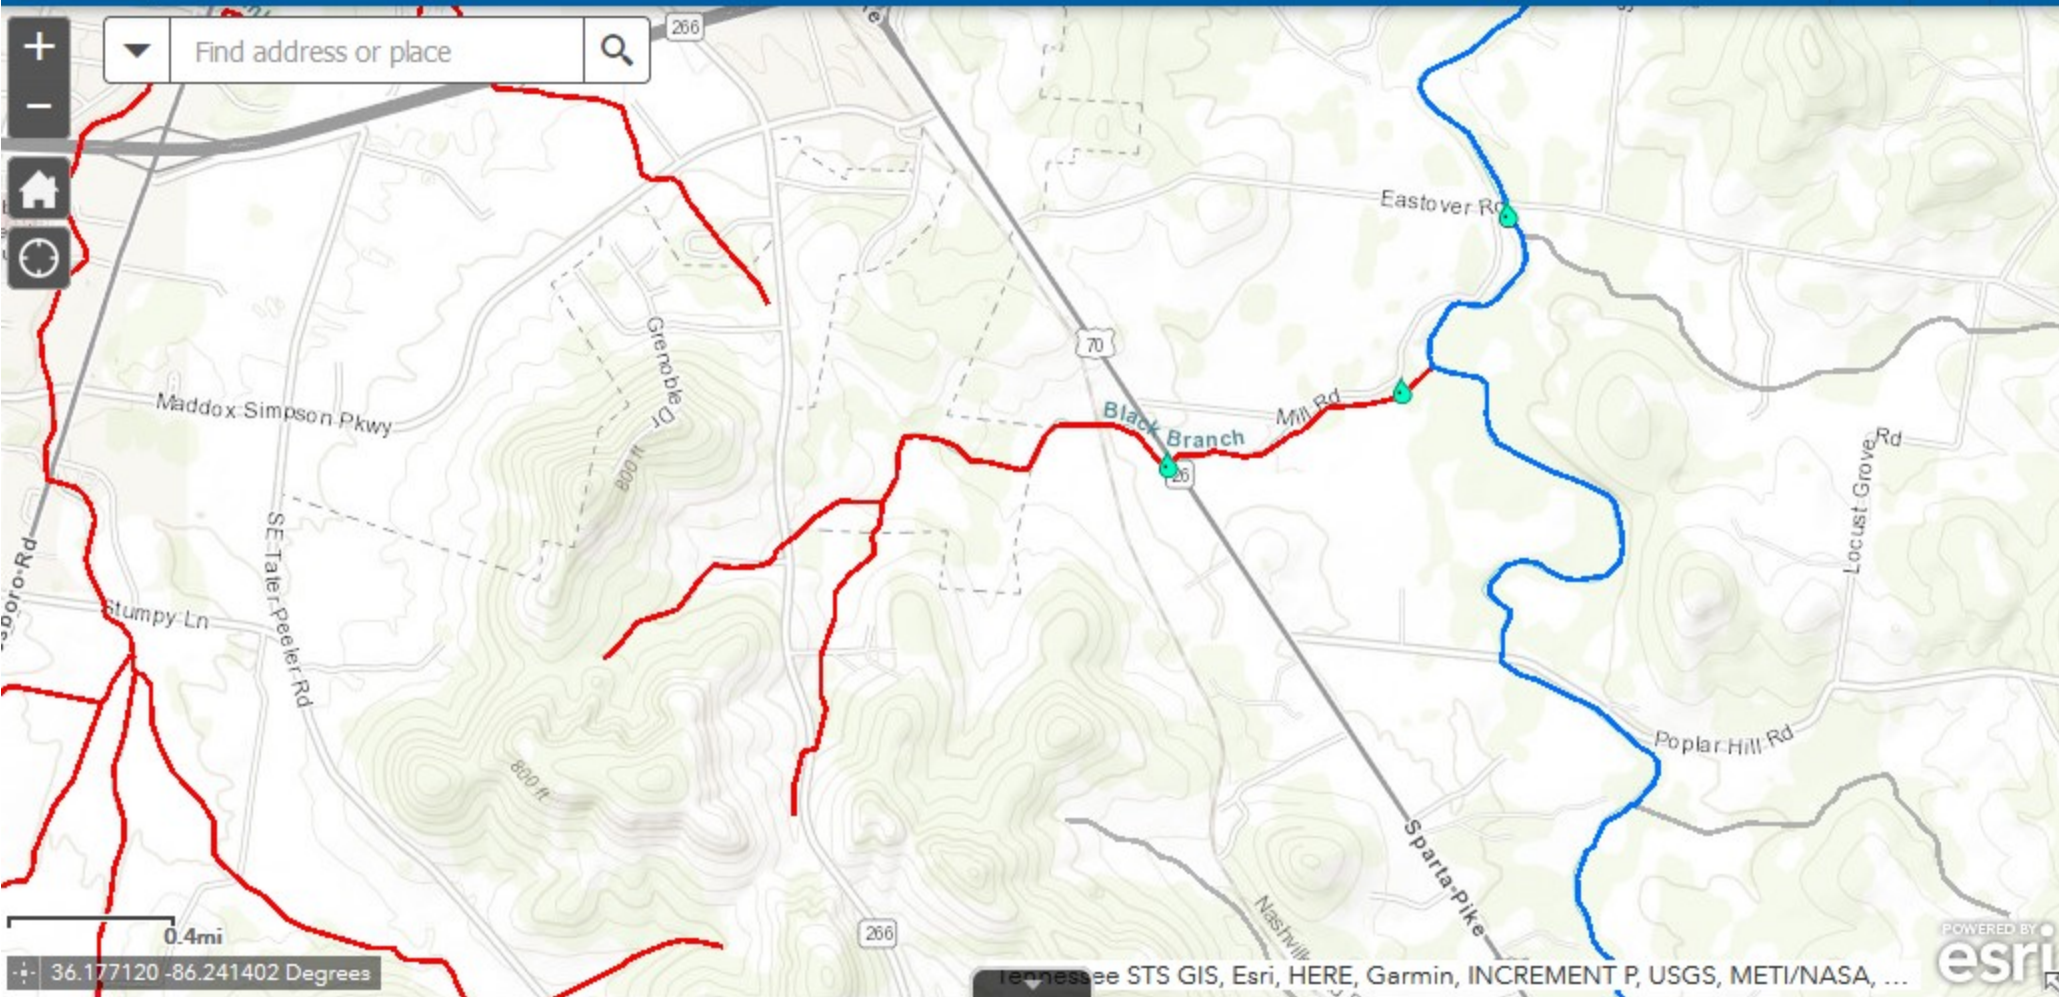 266
Find address or place
Eastover Rd
Grenoble Dr
70
Maddox Simpson Pkwy
Mill Rd
Black Branch
26
800 ft
Locust Grove Rd
SE Tater Peeler Rd
Stumpy Ln
Poplar Hill Rd
800 ft
Sparta Pike
266
0.4mi
36.177120 -86.241402 Degrees
Tennessee STS GIS, Esri, HERE, Garmin, INCREMENT P, USGS, METI/NASA, ...
POWERED BY
esri